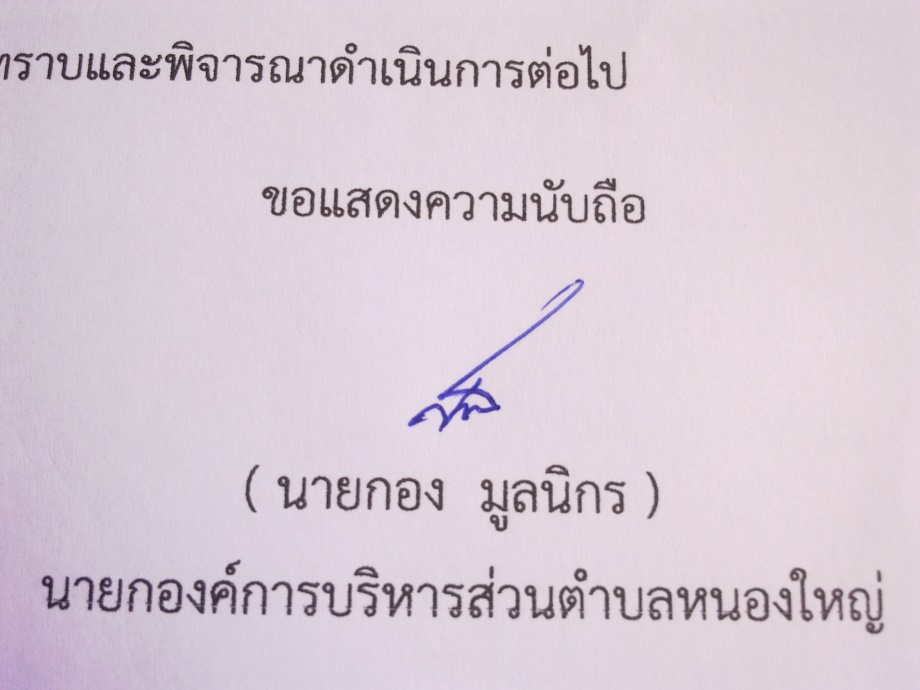 ทราบและพิจารณาดำเนินการต่อไป
ขอแสดงความนับถือ
( นายกอง มูลนิกร )
นายกองค์การบริหารส่วนตำบลหนองใหญ่